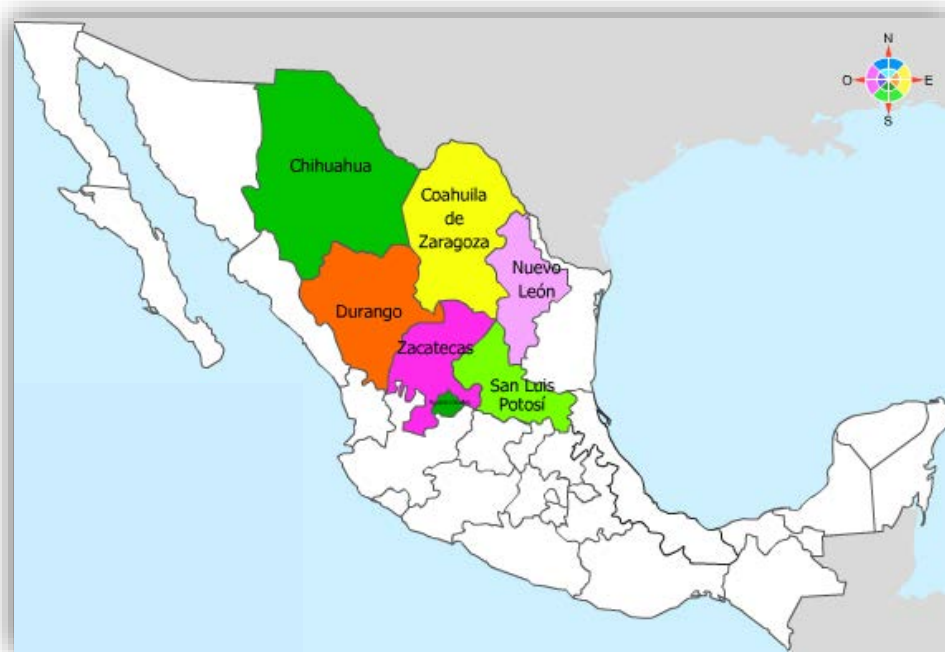 N
O
E
S
Chihuahua
Coahuila
de
Zaragoza
Nuevo
León
Durango
Zacatecas
San Luis
Potosí